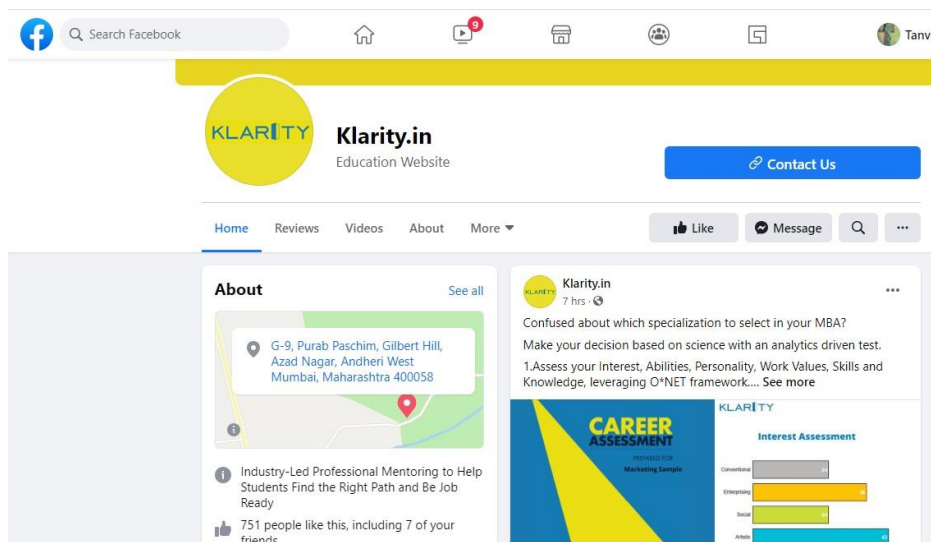 Search Facebook
9
Tanv
KLARITY
Klarity.in
Education Website
Contact Us
Home Reviews Videos About More
Like Message
About See all
G-9, Purab Paschim, Gilbert Hill,
Azad Nagar, Andheri West
Mumbai, Maharashtra 400058
Industry-Led Professional Mentoring to Help
Students Find the Right Path and Be Job
Ready
751 people like this, including 7 of your
friends
KLARITY
Klarity.in
7 hrs ·
Confused about which specialization to select in your MBA?
Make your decision based on science with an analytics driven test.
1.Assess your Interest, Abilities, Personality, Work Values, Skills and
Knowledge, leveraging O*NET framework.... See more
CAREER
ASSESSMENT
PREPARED FOR
Marketing Sample
KLARITY
Interest Assessment
Conventional
Enterprising
Social
Artistic